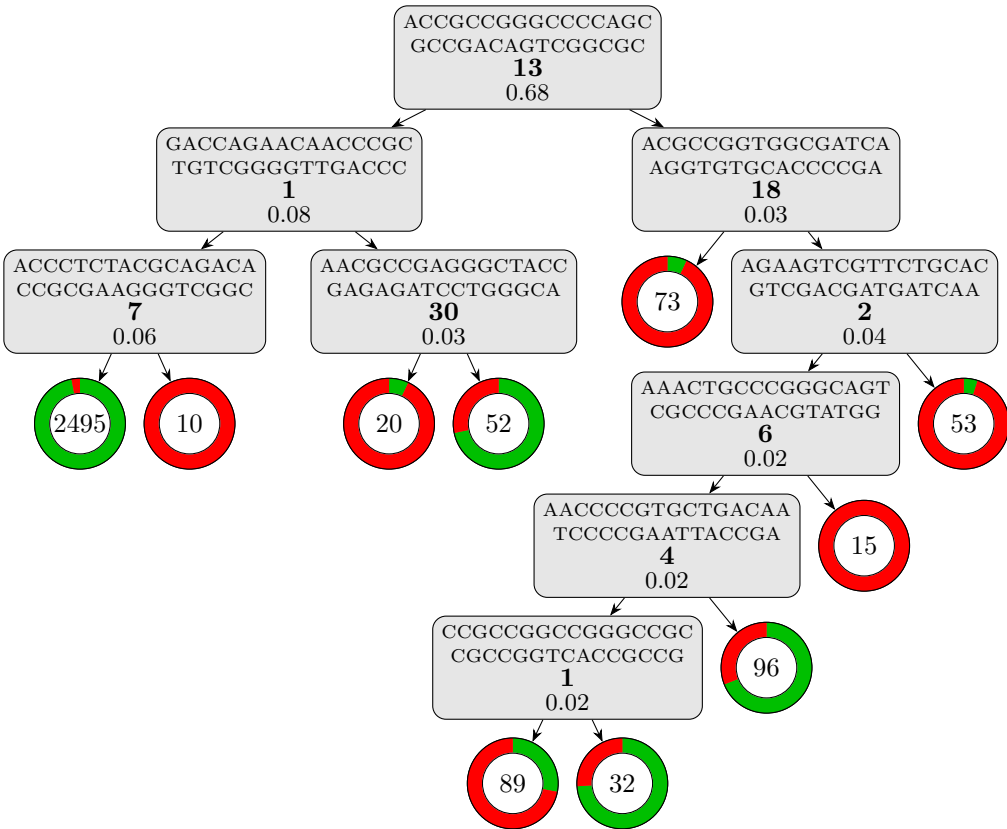 ACCGCCGGGCCCCAGC
GCCGACAGTCGGCGC
13
0.68
GACCAGAACAACCCGC
TGTCGGGGTTGACCC
1
0.08
ACGCCGGTGGCGATCA
AGGTGTGCACCCCGA
18
0.03
ACCCTCTACGCAGACA
CCGCGAAGGGTCGGC
7
0.06
AACGCCGAGGGCTACC
GAGAGATCCTGGGCA
30
0.03
73
AGAAGTCGTTCTGCAC
GTCGACGATGATCAA
2
0.04
2495
10
20
52
AAACTGCCCGGGCAGT
CGCCCGAACGTATGG
6
0.02
53
AACCCCGTGCTGACAA
TCCCCGAATTACCGA
4
0.02
15
CCGCCGGCCGGGCCGC
CGCCGGTCACCGCCG
1
0.02
96
89
32